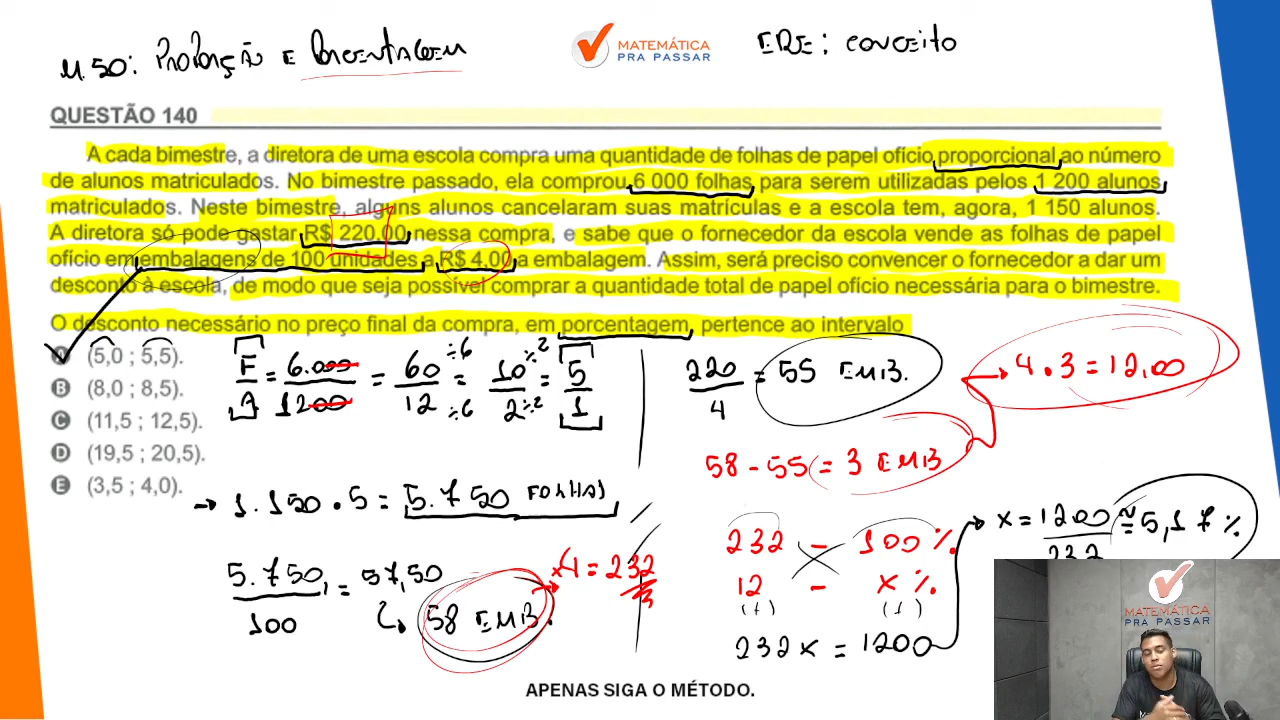 M.50: PROPORÇÃO E PORCENTAGEM
MATEMÁTICA
PRA PASSAR
ERE: CONCEITO
QUESTÃO 140
A cada bimestre, a diretora de uma escola compra uma quantidade de folhas de papel ofício proporcional ao número
de alunos matriculados. No bimestre passado, ela comprou 6 000 folhas para serem utilizadas pelos 1 200 alunos
matriculados. Neste bimestre, alguns alunos cancelaram suas matrículas e a escola tem, agora, 1 150 alunos.
A diretora só pode gastar R$ 220,00 nessa compra, e sabe que o fornecedor da escola vende as folhas de papel
ofício em embalagens de 100 unidades a R$ 4,00 a embalagem. Assim, será preciso convencer o fornecedor a dar um
desconto à escola, de modo que seja possível comprar a quantidade total de papel ofício necessária para o bimestre.
O desconto necessário no preço final da compra, em porcentagem, pertence ao intervalo
A (5,0 ; 5,5).
B (8,0 ; 8,5).
C (11,5 ; 12,5).
D (19,5 ; 20,5).
E (3,5 ; 4,0).
F/A = 6.000/1200 = 60/12 ÷6/÷6 = 10/2 ÷2/÷2 = 5/1
1.150 . 5 = 5.750 FOLHAS
5.750/100 = 57,50
58 EMB.
x4 = 232
220/4 = 55 EMB.
58 - 55 = 3 EMB
4 . 3 = 12,00
232 - 100 %
12 - x %
(+) (+)
232 x = 1200
x = 1200/232 ≅ 5,17 %
MATEMÁTICA
PRA PASSAR
APENAS SIGA O MÉTODO.